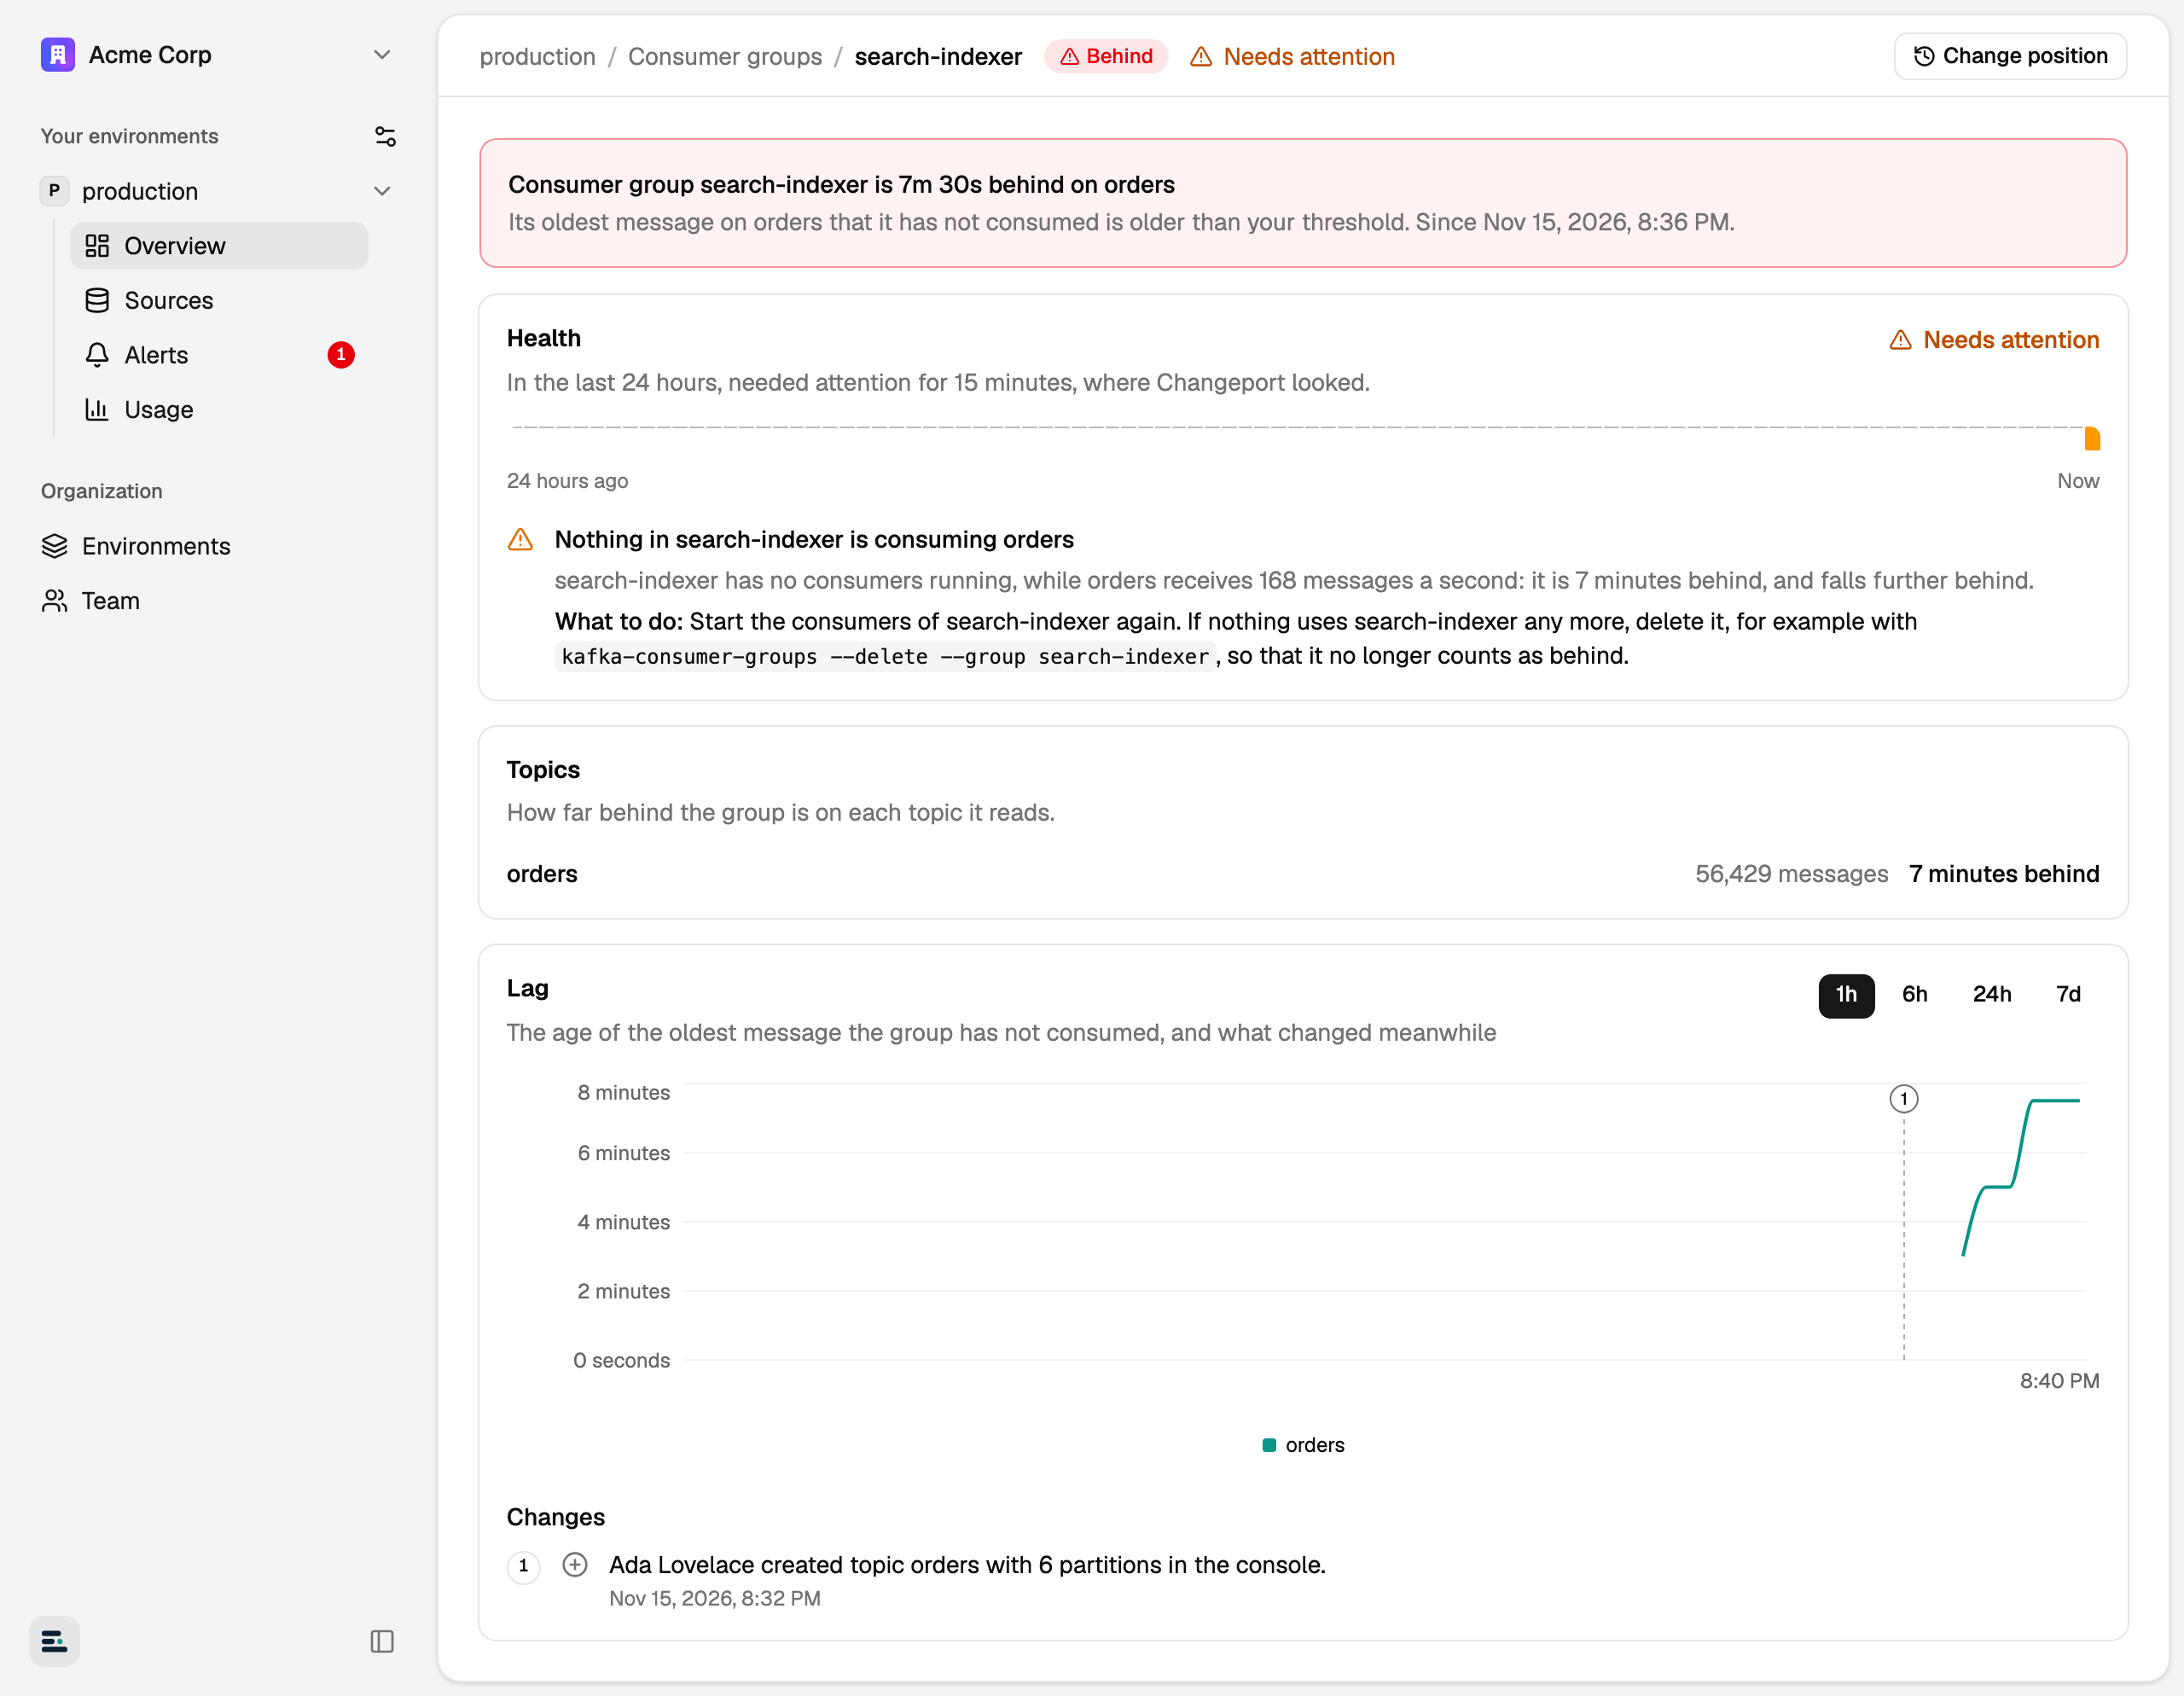 Acme Corp
Your environments
P production
Overview
Sources
Alerts 1
Usage
Organization
Environments
Team
production / Consumer groups / search-indexer Behind Needs attention Change position
Consumer group search-indexer is 7m 30s behind on orders
Its oldest message on orders that it has not consumed is older than your threshold. Since Nov 15, 2026, 8:36 PM.
Health Needs attention
In the last 24 hours, needed attention for 15 minutes, where Changeport looked.
24 hours ago Now
Nothing in search-indexer is consuming orders
search-indexer has no consumers running, while orders receives 168 messages a second: it is 7 minutes behind, and falls further behind.
What to do: Start the consumers of search-indexer again. If nothing uses search-indexer any more, delete it, for example with
kafka-consumer-groups --delete --group search-indexer, so that it no longer counts as behind.
Topics
How far behind the group is on each topic it reads.
orders 56,429 messages 7 minutes behind
Lag 1h 6h 24h 7d
The age of the oldest message the group has not consumed, and what changed meanwhile
8 minutes
1
6 minutes
4 minutes
2 minutes
0 seconds
8:40 PM
orders
Changes
1 Ada Lovelace created topic orders with 6 partitions in the console.
Nov 15, 2026, 8:32 PM